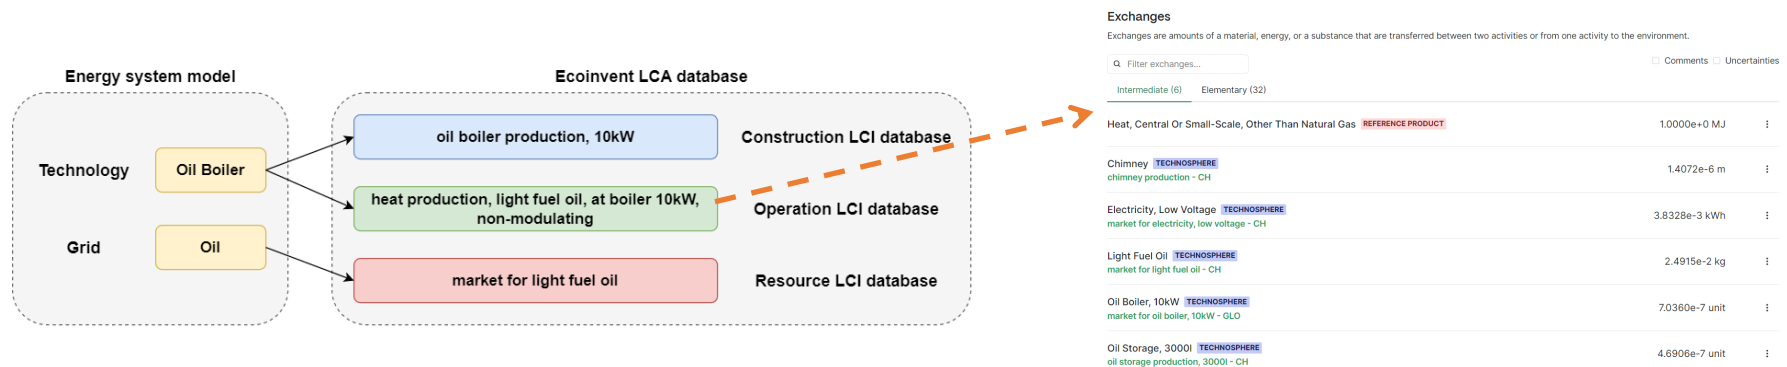 Energy system model
Technology
Oil Boiler
Grid
Oil
Ecoinvent LCA database
oil boiler production, 10kW
Construction LCI database
heat production, light fuel oil, at boiler 10kW,
non-modulating
Operation LCI database
market for light fuel oil
Resource LCI database
Exchanges
Exchanges are amounts of a material, energy, or a substance that are transferred between two activities or from one activity to the environment.
Filter exchanges...
Comments
Uncertainties
Intermediate (6)
Elementary (32)
Heat, Central Or Small-Scale, Other Than Natural Gas REFERENCE PRODUCT 1.0000e+0 MJ
Chimney TECHNOSPHERE 1.4072e-6 m
chimney production - CH
Electricity, Low Voltage TECHNOSPHERE 3.8328e-3 kWh
market for electricity, low voltage - CH
Light Fuel Oil TECHNOSPHERE 2.4915e-2 kg
market for light fuel oil - CH
Oil Boiler, 10kW TECHNOSPHERE 7.0360e-7 unit
market for oil boiler, 10kW - GLO
Oil Storage, 3000l TECHNOSPHERE 4.6906e-7 unit
oil storage production, 3000l - CH